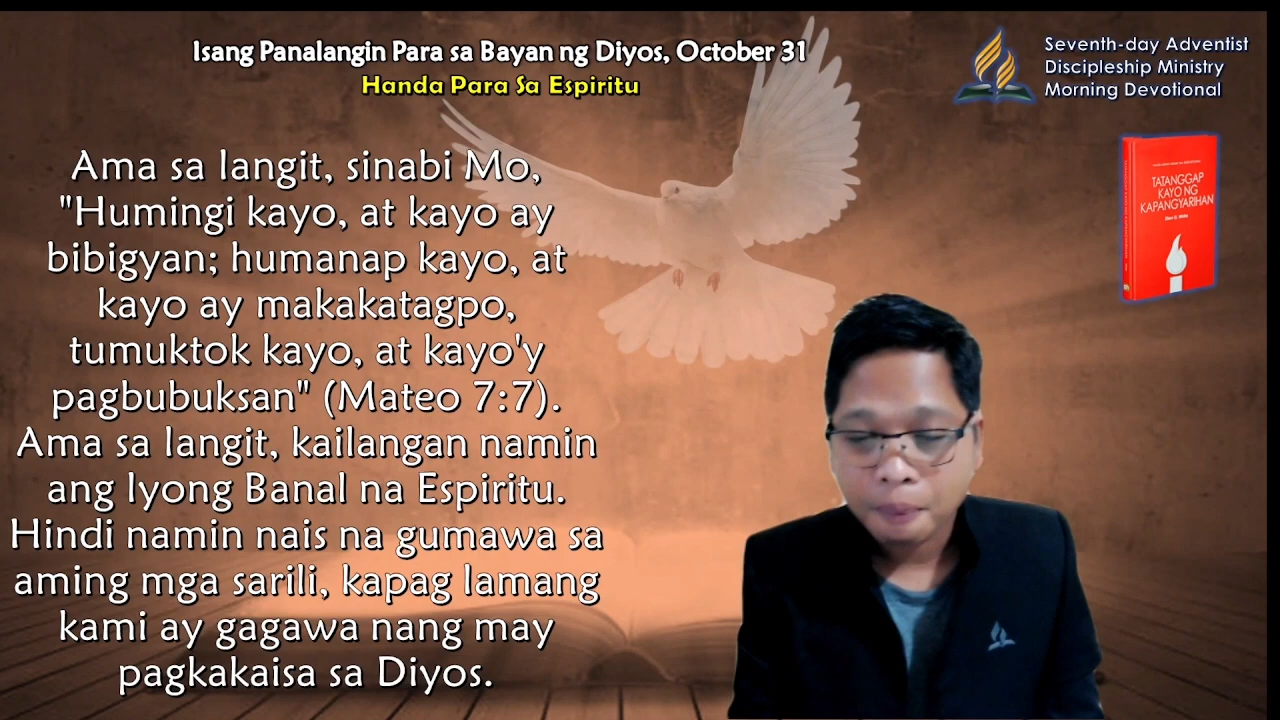 Isang Panalangin Para sa Bayan ng Diyos, October 31
Handa Para Sa Espiritu
Seventh-day Adventist
Discipleship Ministry
Morning Devotional
TATANGGAP
KAYO NG
KAPANGYARIHAN
Ama sa langit, sinabi Mo,
"Humingi kayo, at kayo ay
bibigyan; humanap kayo, at
kayo ay makakatagpo,
tumuktok kayo, at kayo'y
pagbubuksan" (Mateo 7:7).
Ama sa langit, kailangan namin
ang Iyong Banal na Espiritu.
Hindi namin nais na gumawa sa
aming mga sarili, kapag lamang
kami ay gagawa nang may
pagkakaisa sa Diyos.